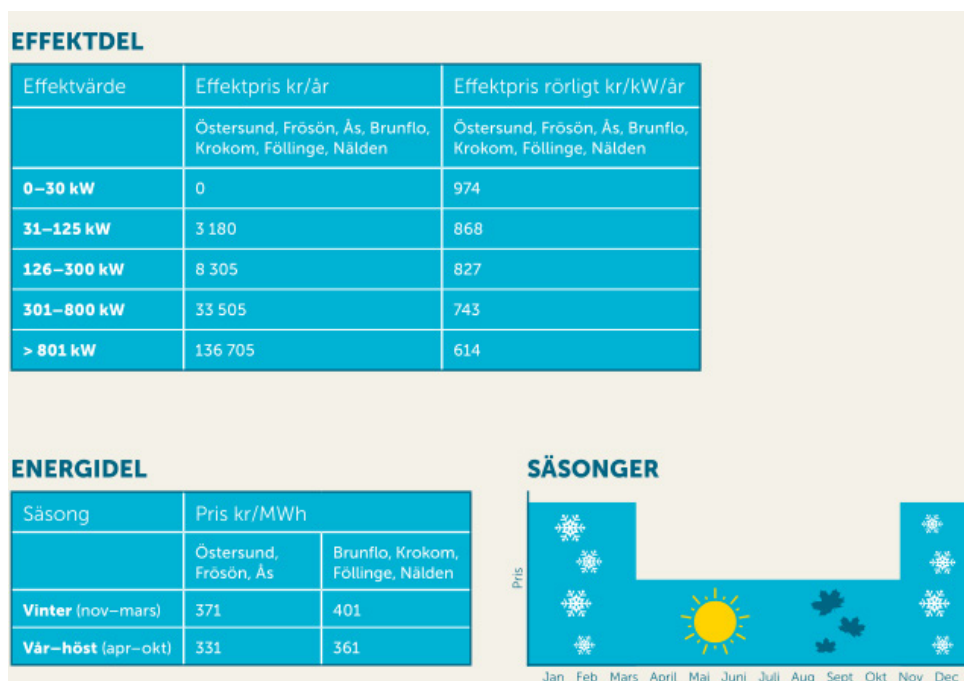 EFFEKTDEL
Effektvärde Effektpris kr/år Effektpris rörligt kr/kW/år
Östersund, Frösön, Ås, Brunflo, Östersund, Frösön, Ås, Brunflo,
Krokom, Föllinge, Nälden Krokom, Föllinge, Nälden
0–30 kW 0 974
31–125 kW 3 180 868
126–300 kW 8 305 827
301–800 kW 33 505 743
> 801 kW 136 705 614
ENERGIDEL
Säsong Pris kr/MWh
Östersund, Brunflo, Krokom,
Frösön, Ås Föllinge, Nälden
Vinter (nov–mars) 371 401
Vår–höst (apr–okt) 331 361
SÄSONGER
Pris
Jan Feb Mars April Maj Juni Juli Aug Sept Okt Nov Dec